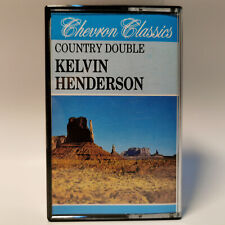 Chevron Classics
COUNTRY DOUBLE
KELVIN
HENDERSON